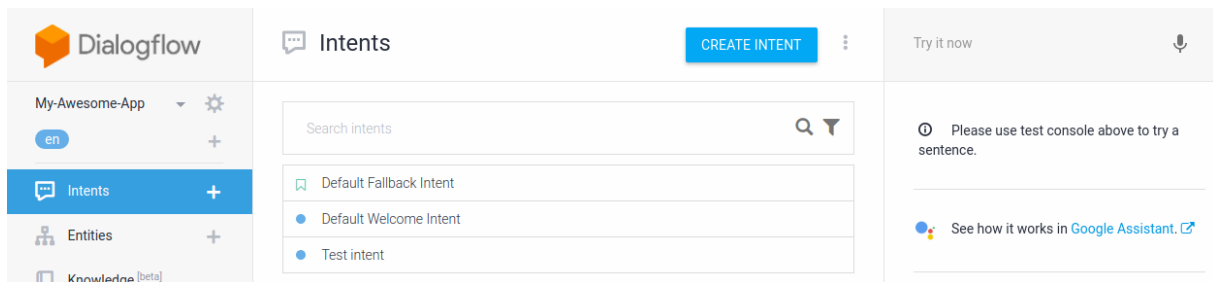 Dialogflow
My-Awesome-App
en
Intents
Entities
Knowledge [beta]
Intents
CREATE INTENT
Search intents
Default Fallback Intent
Default Welcome Intent
Test intent
Try it now
Please use test console above to try a
sentence.
See how it works in Google Assistant.